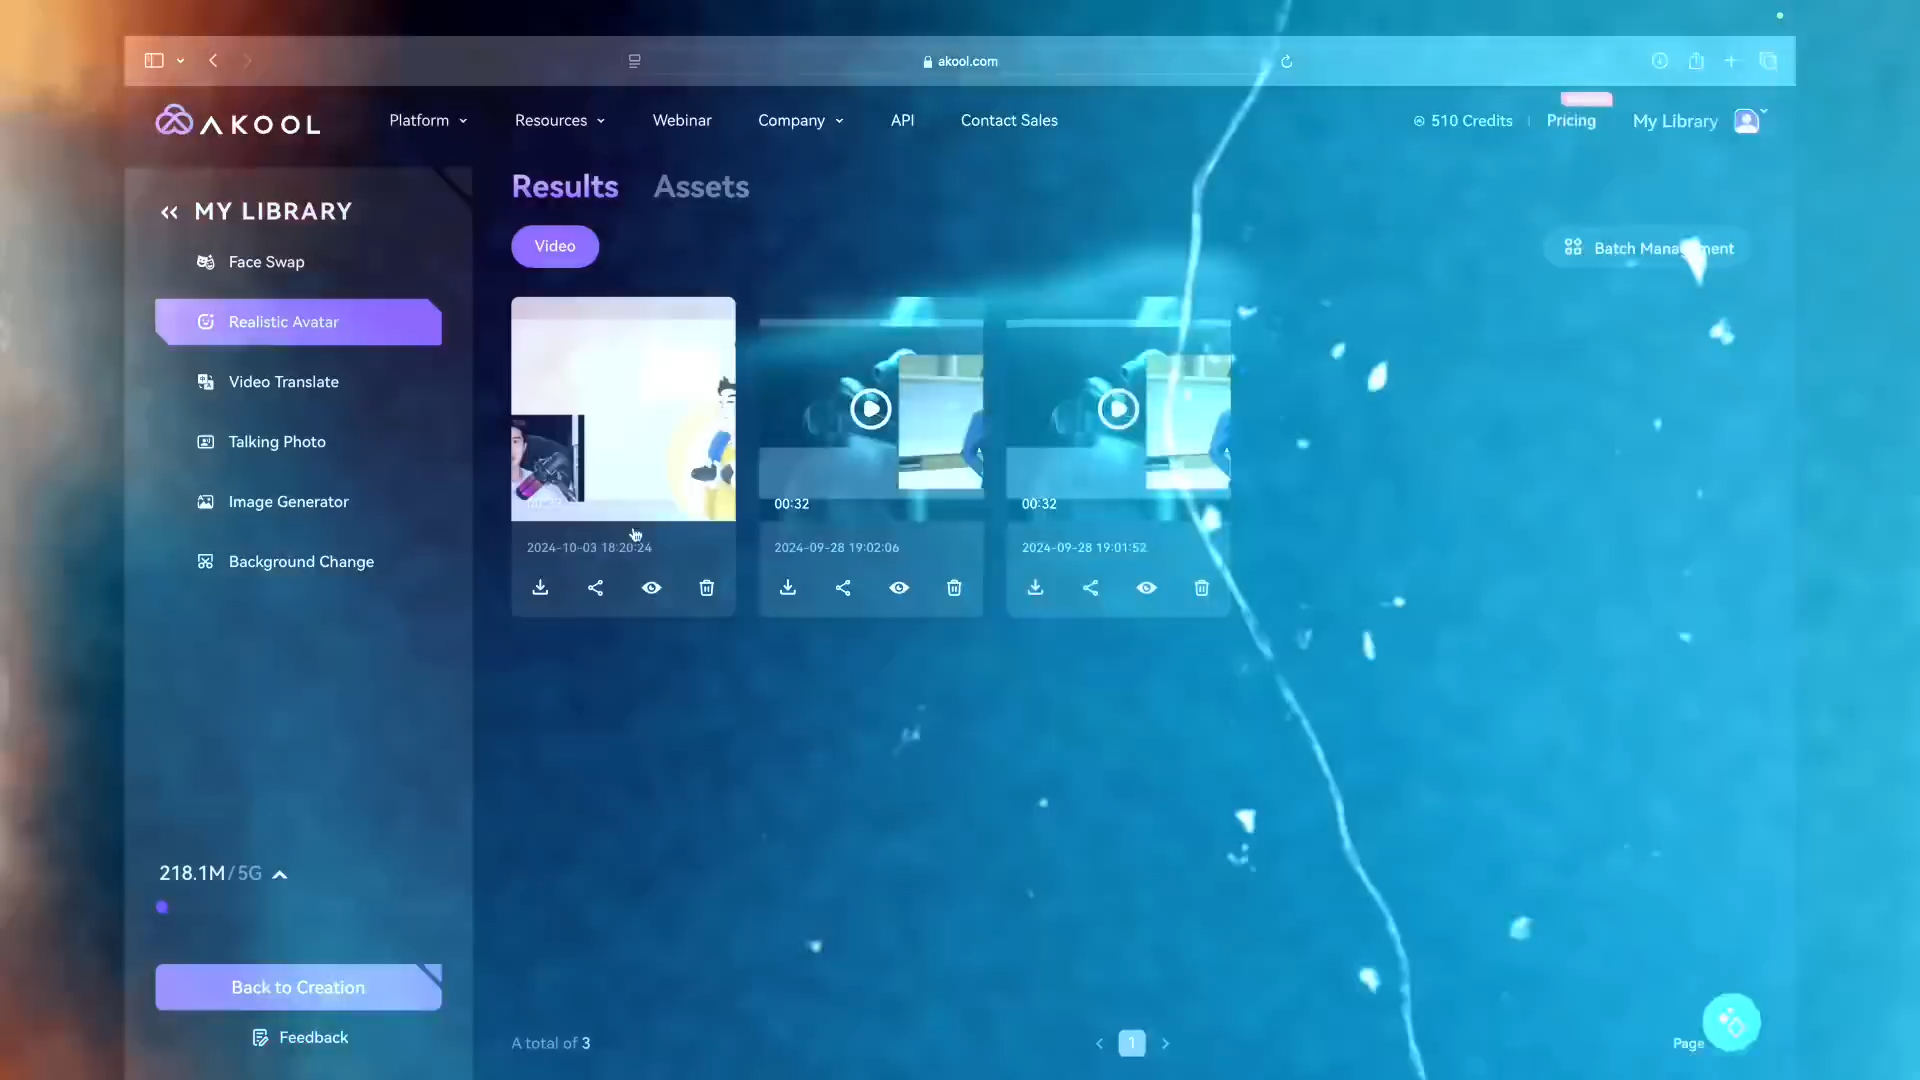 akool.com
AKOOL
Platform
Resources
Webinar
Company
API
Contact Sales
510 Credits
Pricing
My Library
MY LIBRARY
Face Swap
Realistic Avatar
Video Translate
Talking Photo
Image Generator
Background Change
218.1M/5G
Back to Creation
Feedback
Results Assets
Video
Batch Management
00:32
00:32
2024-10-03 18:20:24
2024-09-28 19:02:06
2024-09-28 19:01:52
A total of 3
1
Page